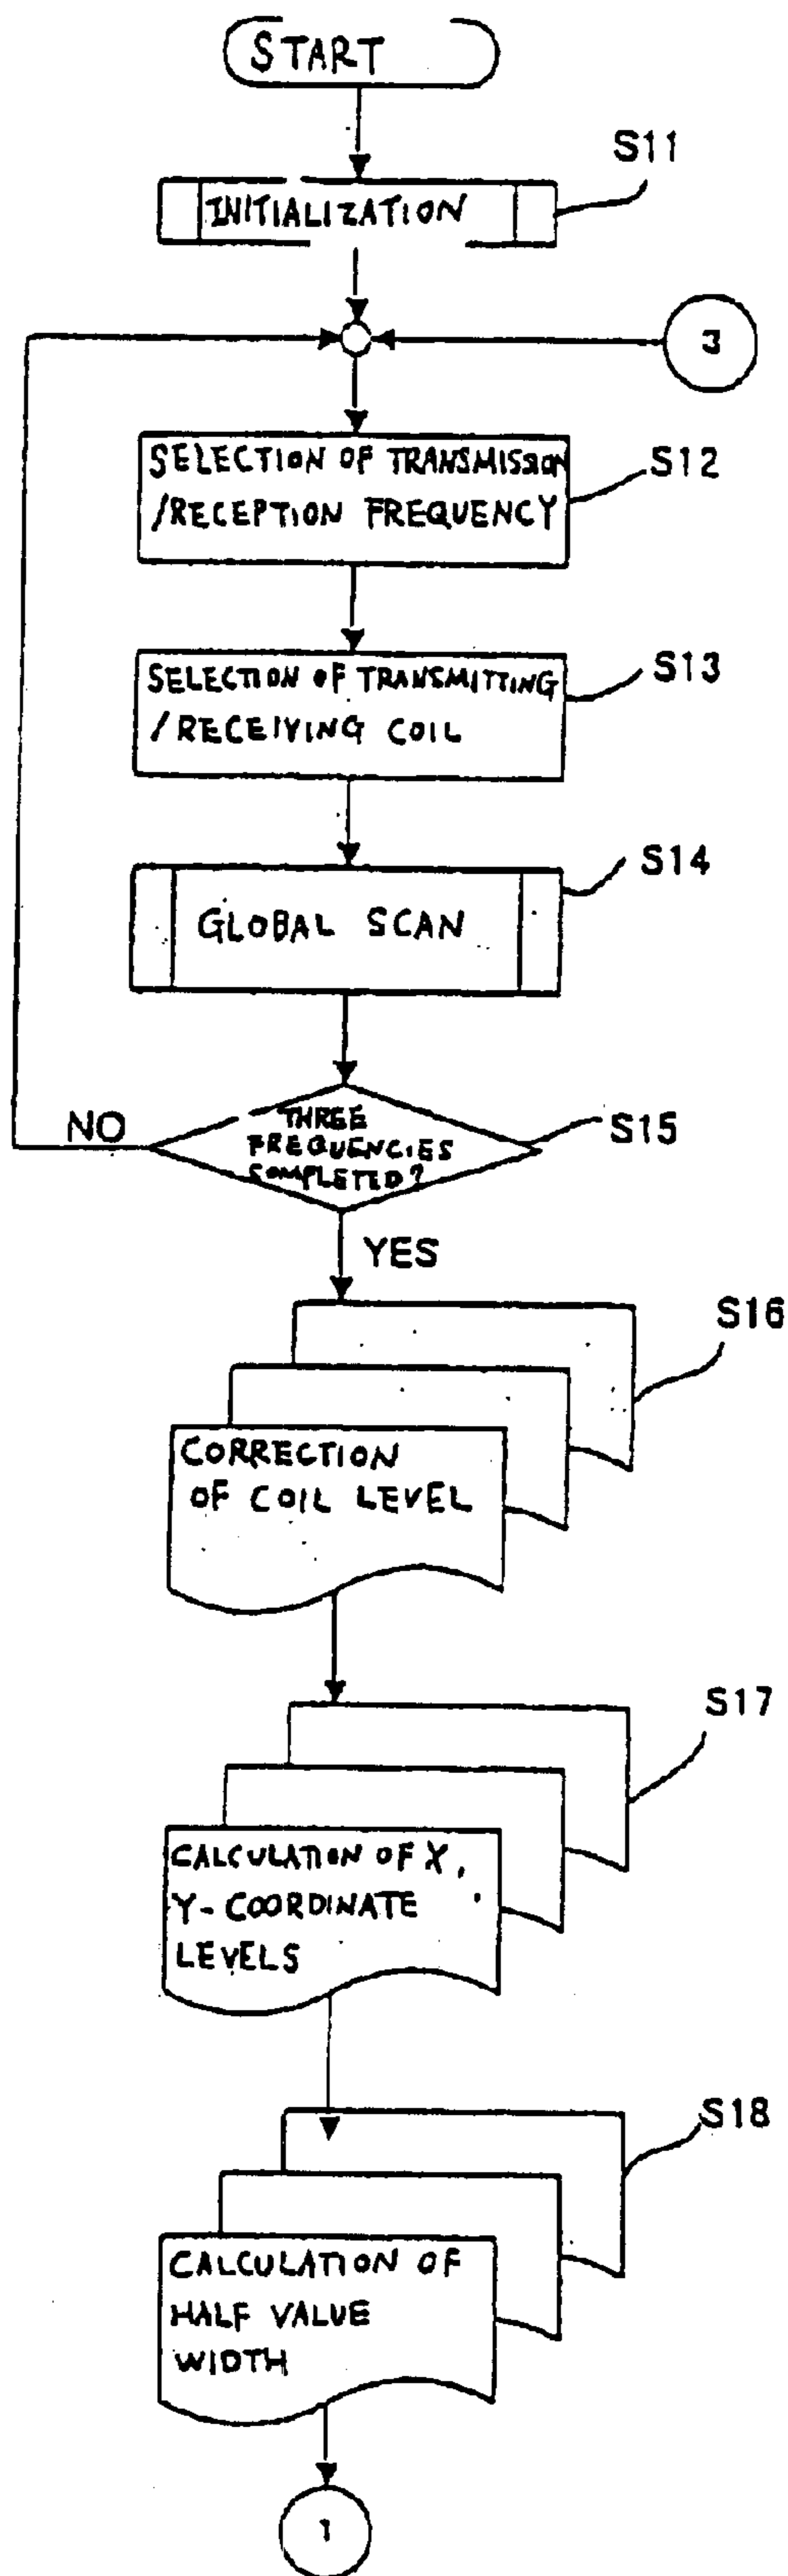 START
S11
INITIALIZATION
3
SELECTION OF TRANSMISSION
/RECEPTION FREQUENCY
S12
SELECTION OF TRANSMITTING
/RECEIVING COIL
S13
S14
GLOBAL SCAN
NO
THREE
FREQUENCIES
COMPLETED?
S15
YES
S16
CORRECTION
OF COIL LEVEL
S17
CALCULATION OF X,
Y-COORDINATE
LEVELS
S18
CALCULATION OF
HALF VALUE
WIDTH
1